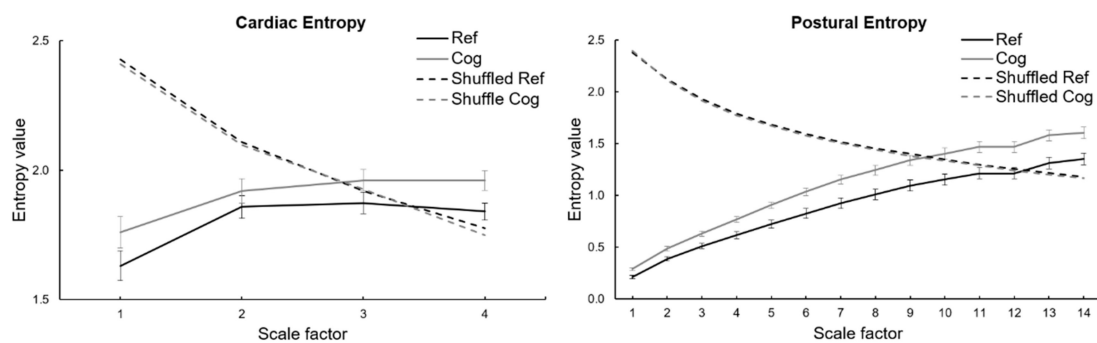 Cardiac Entropy
2.5
2.0
1.5
Entropy value
1
2
3
4
Scale factor
Ref
Cog
Shuffled Ref
Shuffle Cog
Postural Entropy
2.5
2.0
1.5
1.0
0.5
0.0
Entropy value
1
2
3
4
5
6
7
8
9
10
11
12
13
14
Scale factor
Ref
Cog
Shuffled Ref
Shuffled Cog